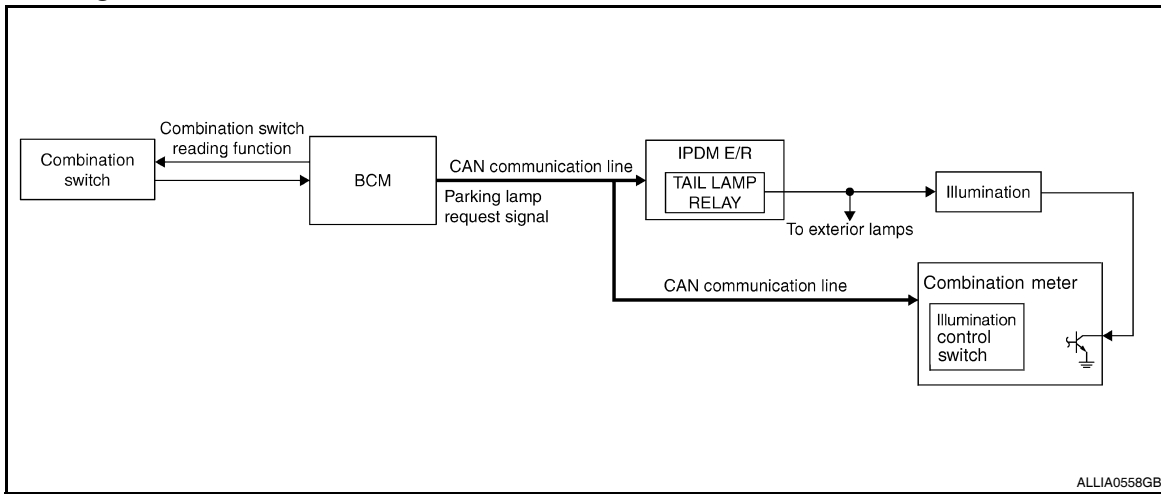 Combination switch
reading function
Combination
switch
BCM
CAN communication line
Parking lamp
request signal
IPDM E/R
TAIL LAMP
RELAY
To exterior lamps
Illumination
CAN communication line
Combination meter
Illumination
control
switch
ALLIA0558GB